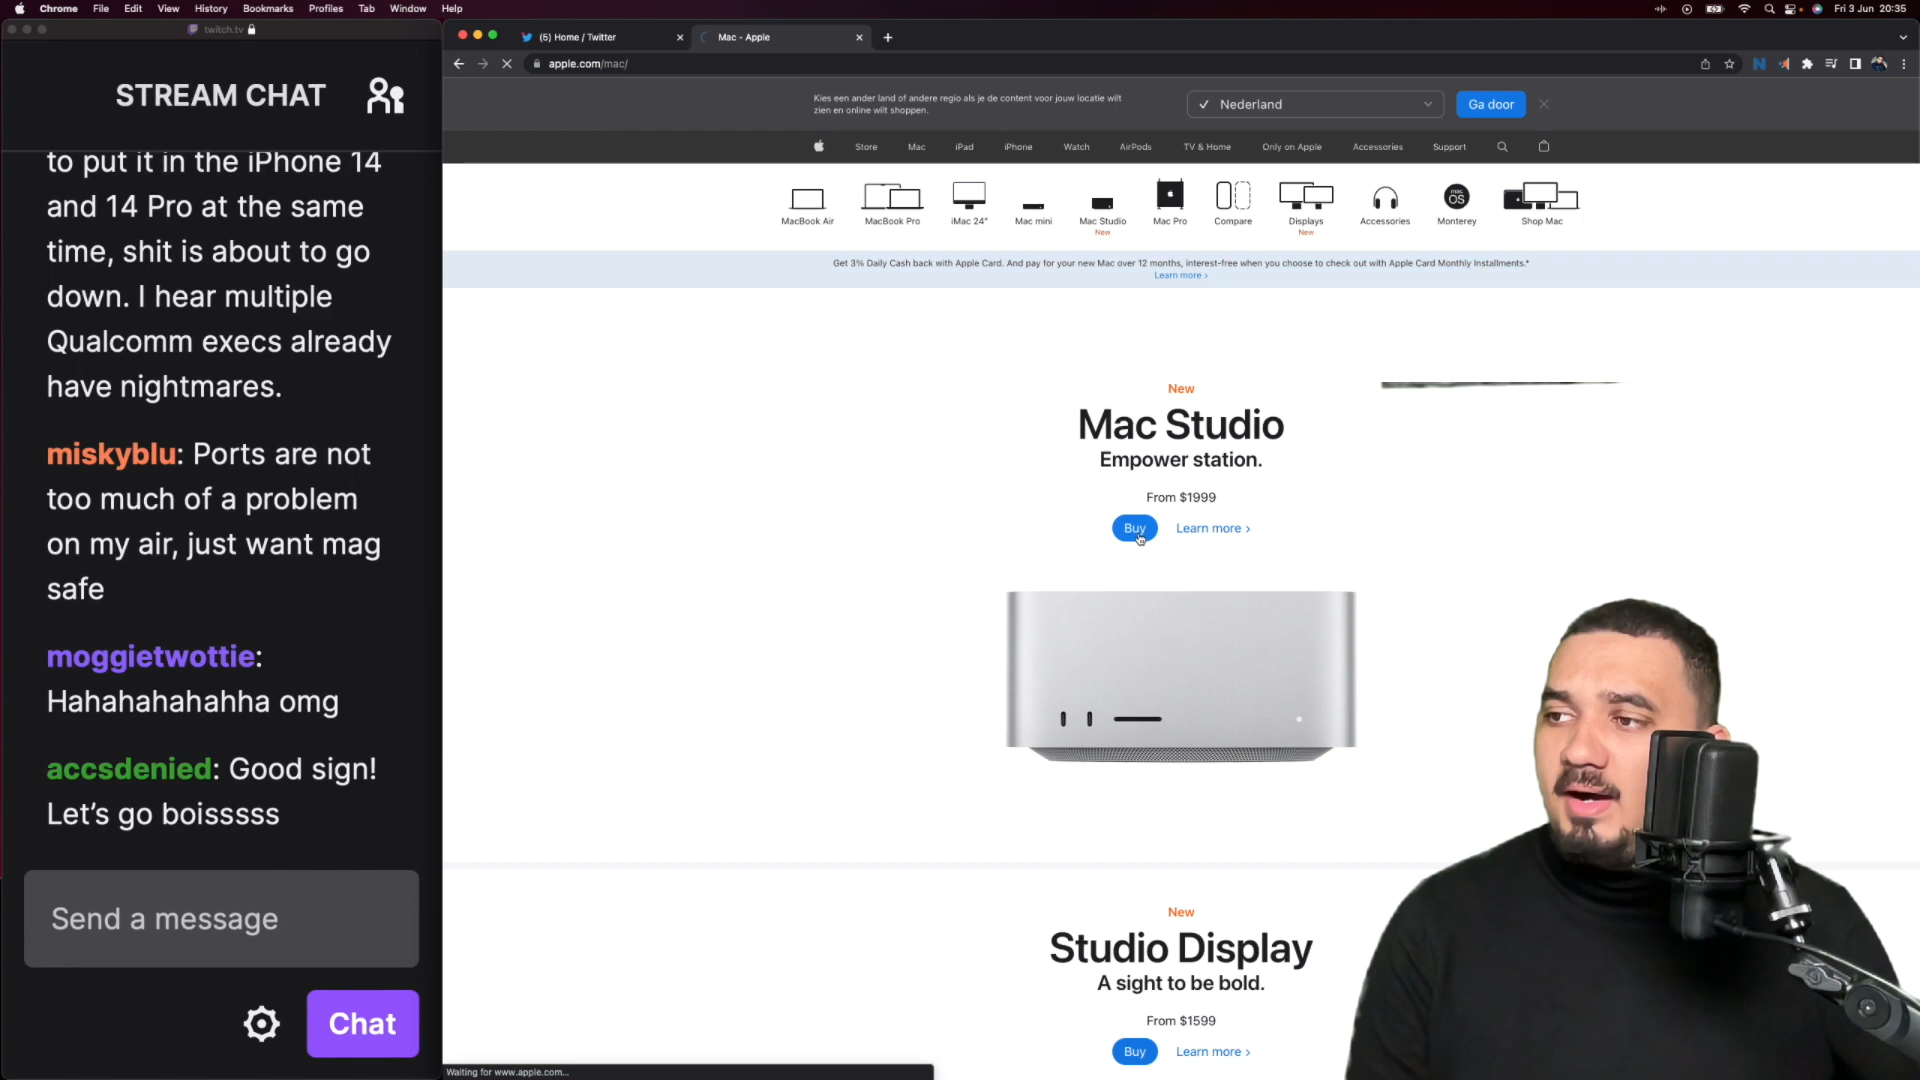 Chrome File Edit View History Bookmarks Profiles Tab Window Help
Fri 3 Jun 20:35
twitch.tv
STREAM CHAT
to put it in the iPhone 14
and 14 Pro at the same
time, shit is about to go
down. I hear multiple
Qualcomm execs already
have nightmares.
miskyblu: Ports are not
too much of a problem
on my air, just want mag
safe
moggietwottie:
Hahahahahahha omg
accsdenied: Good sign!
Let's go boisssss
Send a message
Chat
(5) Home / Twitter
Mac - Apple
apple.com/mac/
Kies een ander land of andere regio als je de content voor jouw locatie wilt
zien en online wilt shoppen.
Nederland
Ga door
Store Mac iPad iPhone Watch AirPods TV & Home Only on Apple Accessories Support
MacBook Air MacBook Pro iMac 24" Mac mini Mac Studio Mac Pro Compare Displays Accessories Monterey Shop Mac
New New
macOS
Get 3% Daily Cash back with Apple Card. And pay for your new Mac over 12 months, interest-free when you choose to check out with Apple Card Monthly Installments.*
Learn more >
New
Mac Studio
Empower station.
From $1999
Buy Learn more >
New
Studio Display
A sight to be bold.
From $1599
Buy Learn more >
Waiting for www.apple.com...